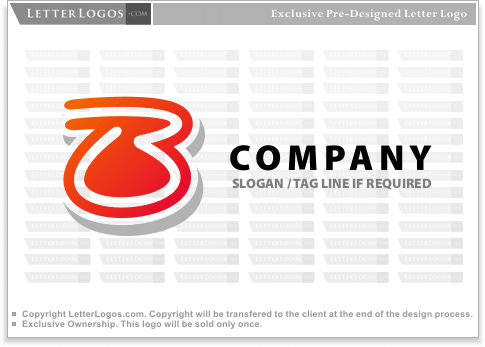 LETTERLOGOS.COM
Exclusive Pre-Designed Letter Logo
COMPANY
SLOGAN / TAG LINE IF REQUIRED
Copyright LetterLogos.com. Copyright will be transfered to the client at the end of the design process.
Exclusive Ownership. This logo will be sold only once.